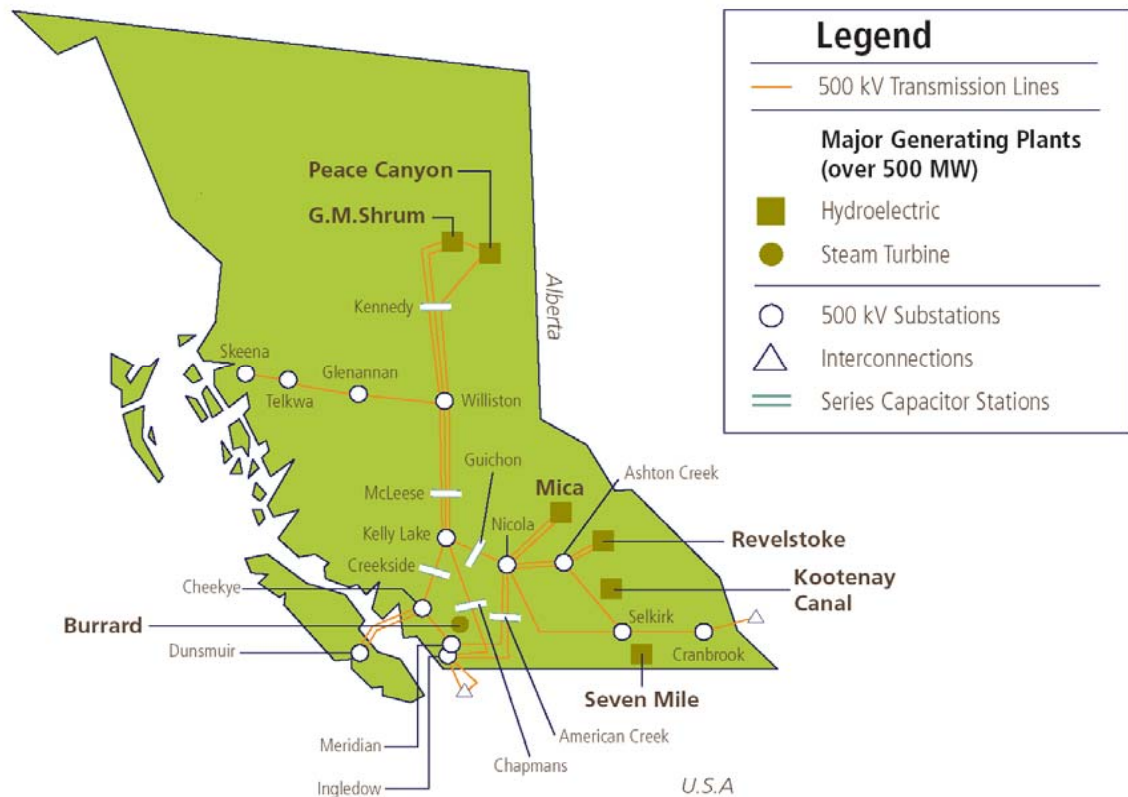 Legend
500 kV Transmission Lines
Major Generating Plants
(over 500 MW)
Hydroelectric
Steam Turbine
500 kV Substations
Interconnections
Series Capacitor Stations
Peace Canyon
G.M.Shrum
Alberta
Kennedy
Skeena
Glenannan
Telkwa
Williston
Guichon
Ashton Creek
McLeese
Mica
Nicola
Kelly Lake
Revelstoke
Creekside
Cheekye
Kootenay
Canal
Burrard
Selkirk
Dunsmuir
Cranbrook
Seven Mile
American Creek
Meridian
Chapmans
Ingledow
U.S.A